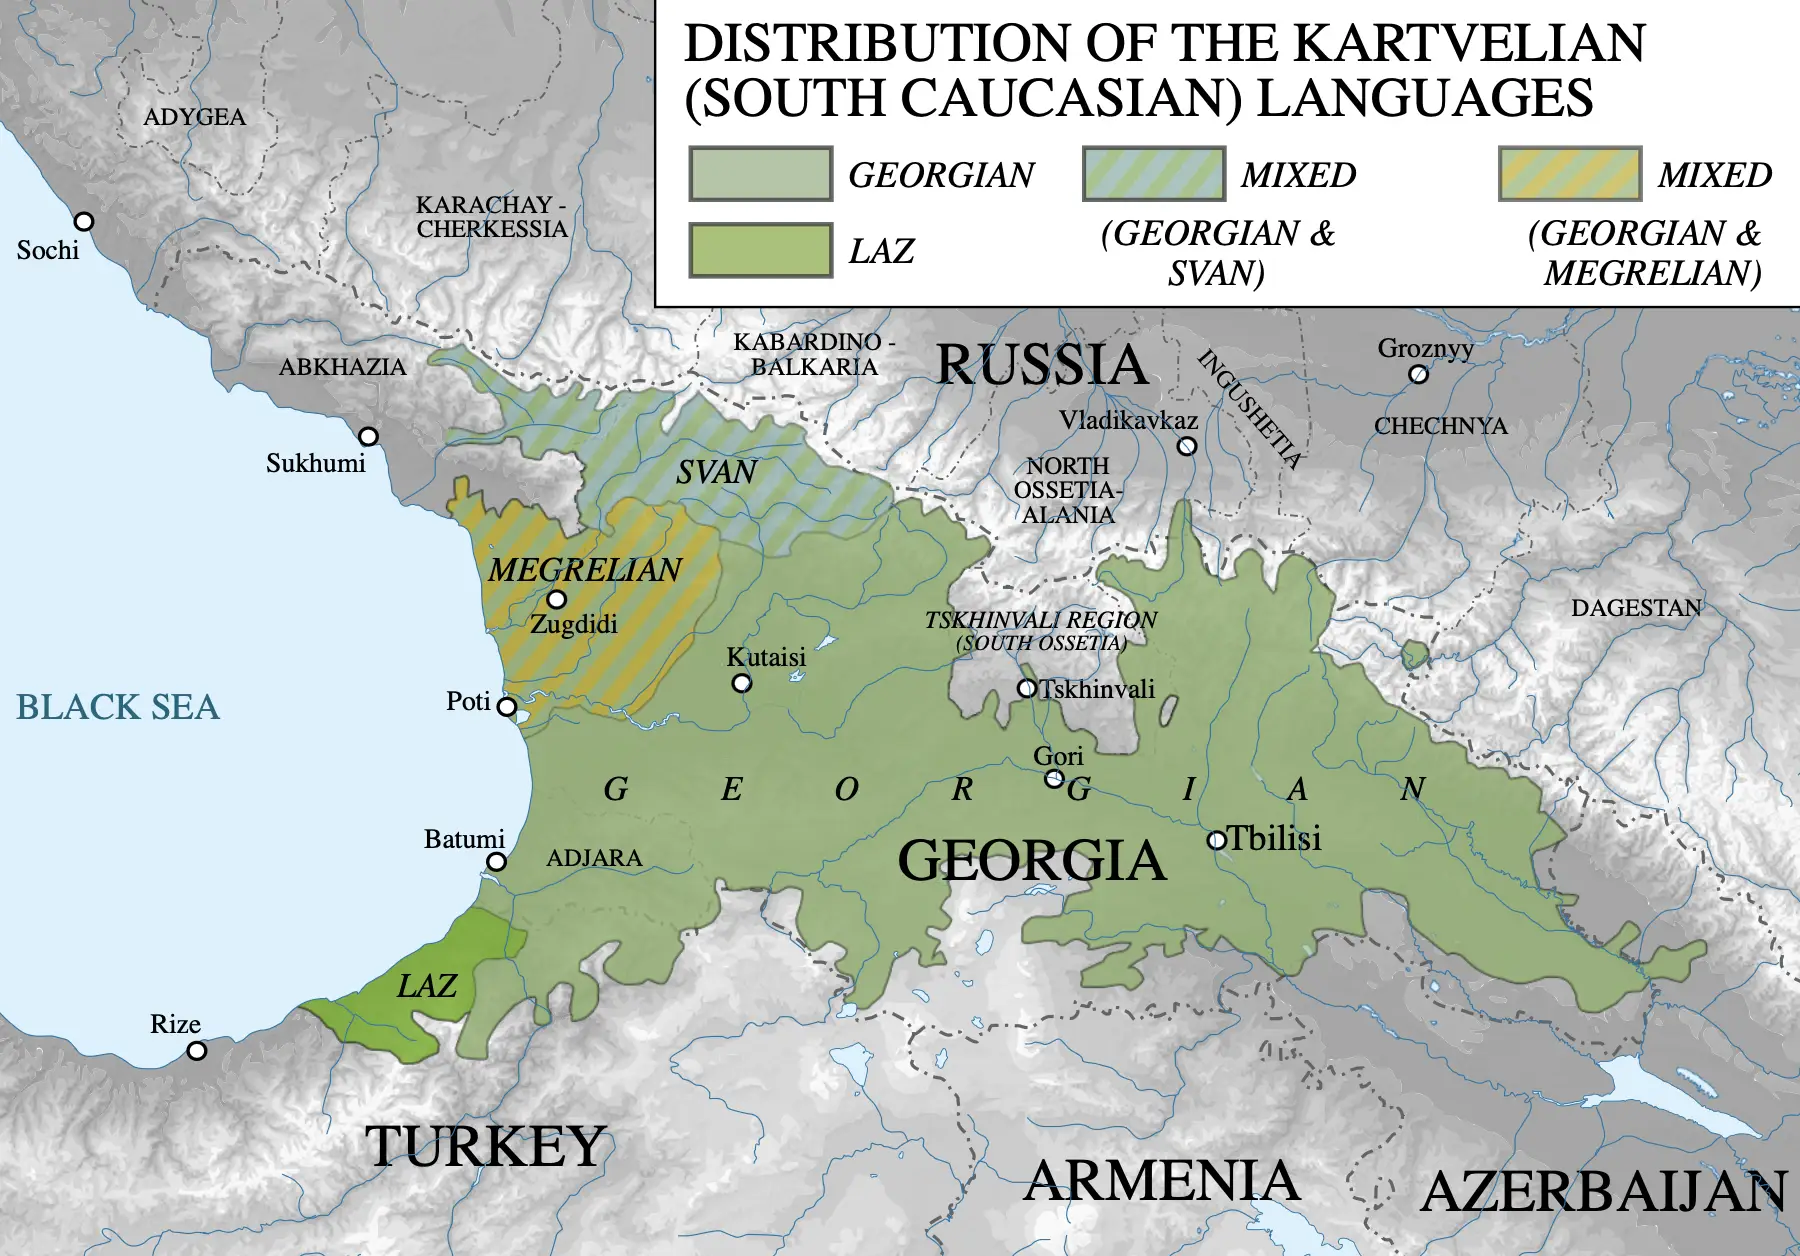 DISTRIBUTION OF THE KARTVELIAN
(SOUTH CAUCASIAN) LANGUAGES
GEORGIAN
MIXED
(GEORGIAN &
SVAN)
MIXED
(GEORGIAN &
MEGRELIAN)
LAZ
ADYGEA
KARACHAY -
CHERKESSIA
Sochi
ABKHAZIA
KABARDINO -
BALKARIA
RUSSIA
INGUSHETIA
Groznyy
Vladikavkaz
CHECHNYA
Sukhumi
SVAN
NORTH
OSSETIA-
ALANIA
MEGRELIAN
Zugdidi
TSKHINVALI REGION
(SOUTH OSSETIA)
DAGESTAN
Kutaisi
Tskhinvali
Poti
BLACK SEA
Gori
G E O R G I A N
Batumi
ADJARA
GEORGIA
Tbilisi
LAZ
Rize
TURKEY
ARMENIA
AZERBAIJAN